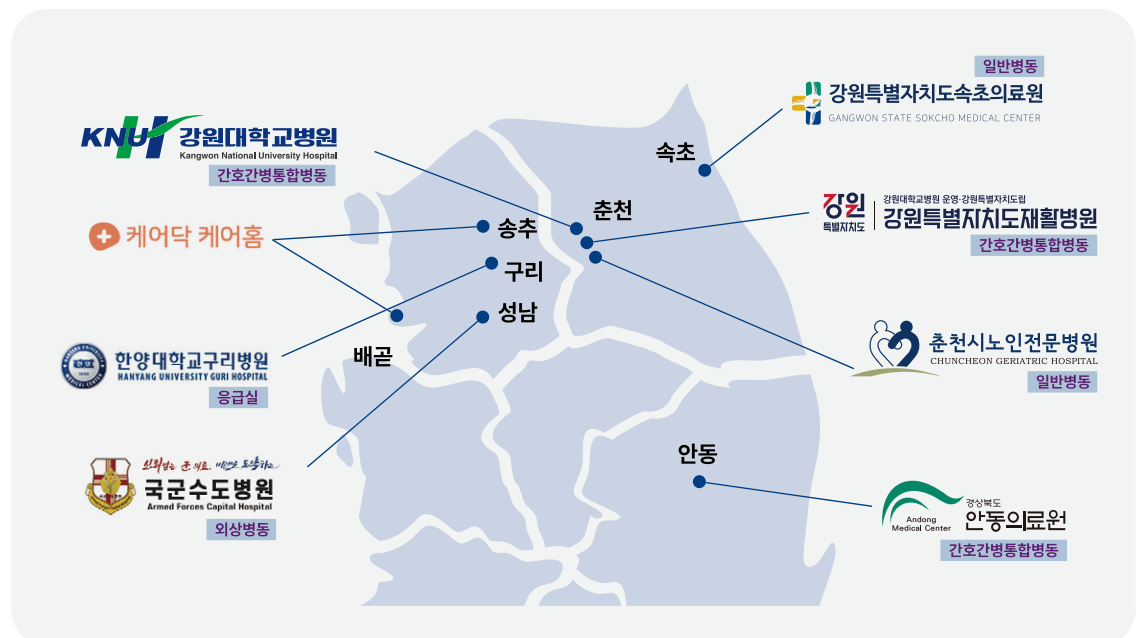 일반병동
강원특별자치도속초의료원
GANGWON STATE SOKCHO MEDICAL CENTER
KNUH 강원대학교병원
Kangwon National University Hospital
간호간병통합병동
속초
춘천
강원
특별자치도
강원대학교병원 운영·강원특별자치도립
강원특별자치도재활병원
간호간병통합병동
케어닥 케어홈
송추
구리
성남
배곧
한양대학교구리병원
HANYANG UNIVERSITY GURI HOSPITAL
응급실
춘천시노인전문병원
CHUNCHEON GERIATRIC HOSPITAL
일반병동
국군수도병원
Armed Forces Capital Hospital
외상병동
안동
Andong
Medical Center
경상북도
안동의료원
간호간병통합병동